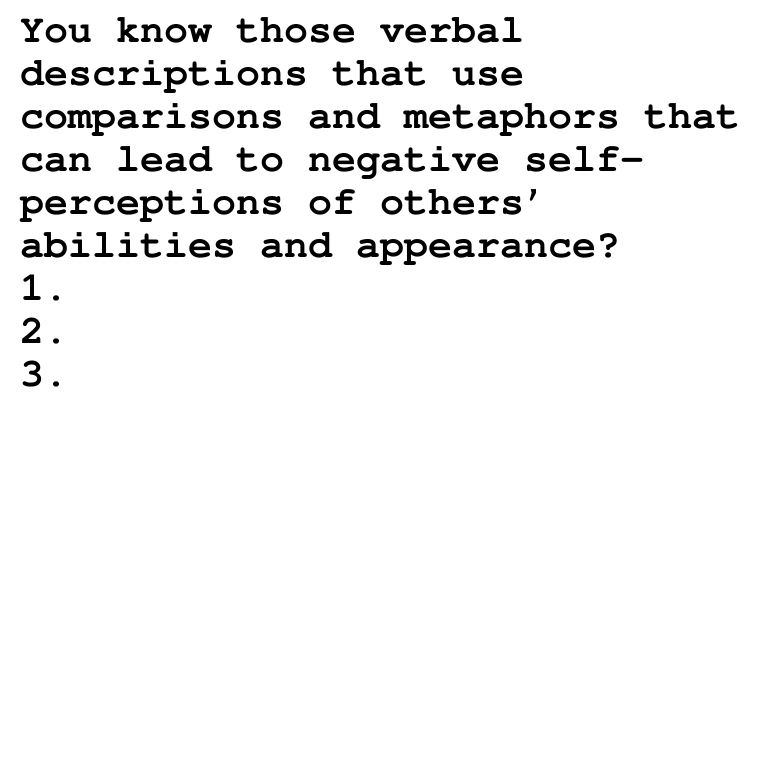 You know those verbal
descriptions that use
comparisons and metaphors that
can lead to negative self-
perceptions of others’
abilities and appearance?
1.
2.
3.